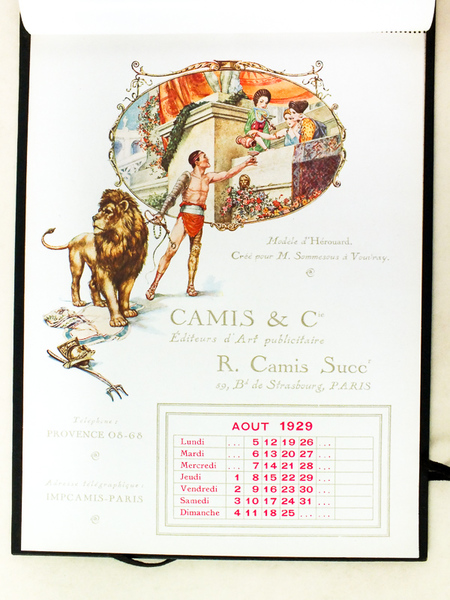 Modèle d'Hérouard.
Créé pour M. Sommezous à Vouvray.
CAMIS & Cie
Éditeurs d'Art publicitaire
R. Camis Succr
59, Bd de Strasbourg, PARIS
Téléphone :
PROVENCE 08-68
Adresse télégraphique :
IMPCAMIS-PARIS
AOUT 1929
Lundi ... 5 12 19 26 ...
Mardi ... 6 13 20 27 ...
Mercredi ... 7 14 21 28 ...
Jeudi 1 8 15 22 29 ...
Vendredi 2 9 16 23 30 ...
Samedi 3 10 17 24 31 ...
Dimanche 4 11 18 25 ... ...